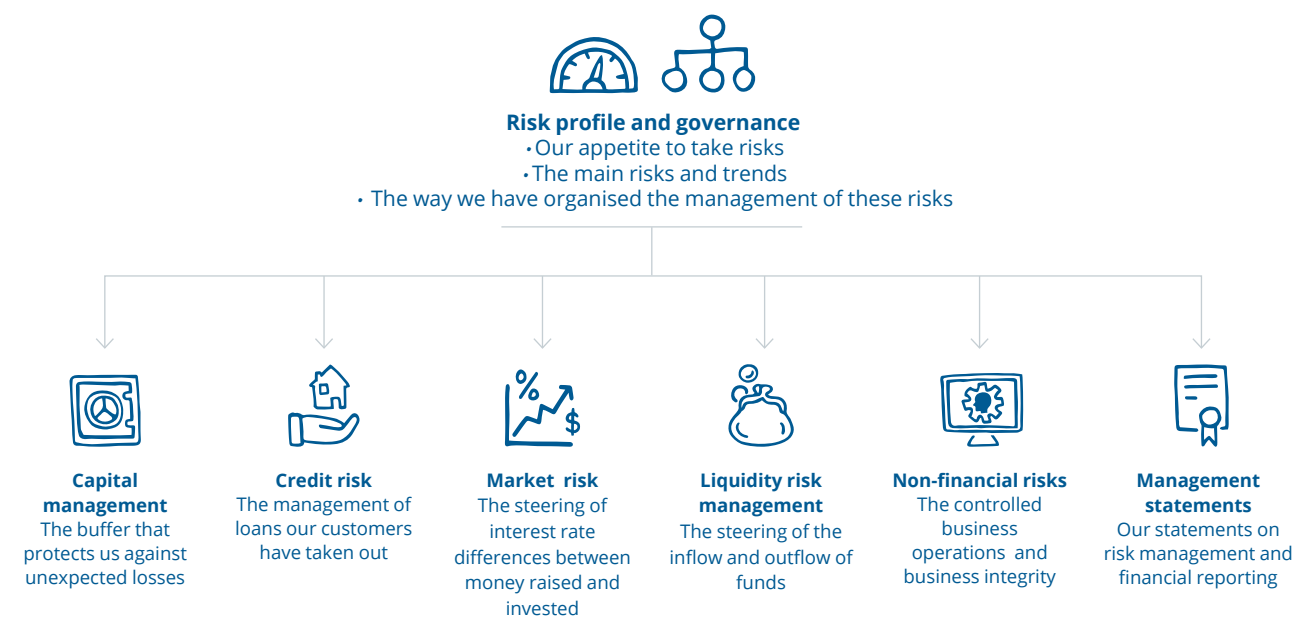 Risk profile and governance
• Our appetite to take risks
• The main risks and trends
• The way we have organised the management of these risks
%
$
Capital
management
The buffer that
protects us against
unexpected losses
Credit risk
The management of
loans our customers
have taken out
Market risk
The steering of
interest rate
differences between
money raised and
invested
Liquidity risk
management
The steering of the
inflow and outflow of
funds
Non-financial risks
The controlled
business
operations and
business integrity
Management
statements
Our statements on
risk management and
financial reporting